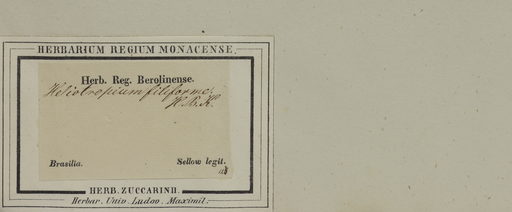 HERBARIUM REGIUM MONACENSE.
Herb. Reg. Berolinense.
Heliotropium filiforme.
H. B. K.
Brasilia. Sellow legit.
HERB. ZUCCARINII.
Herbar. Univ. Ludov. Maximil.